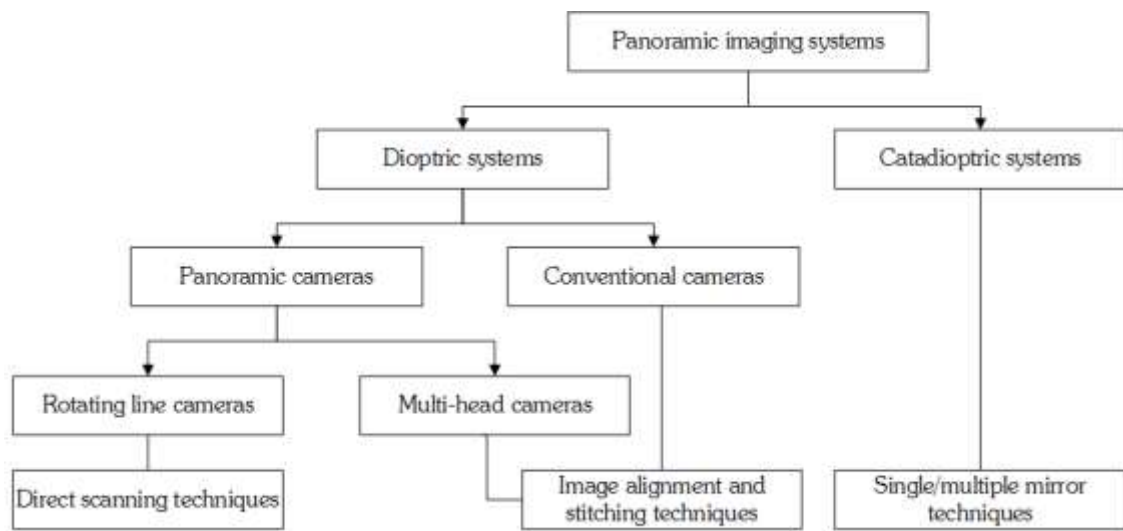 Panoramic imaging systems
Dioptric systems
Catadioptric systems
Panoramic cameras
Conventional cameras
Rotating line cameras
Multi-head cameras
Direct scanning techniques
Image alignment and
stitching techniques
Single/multiple mirror
techniques